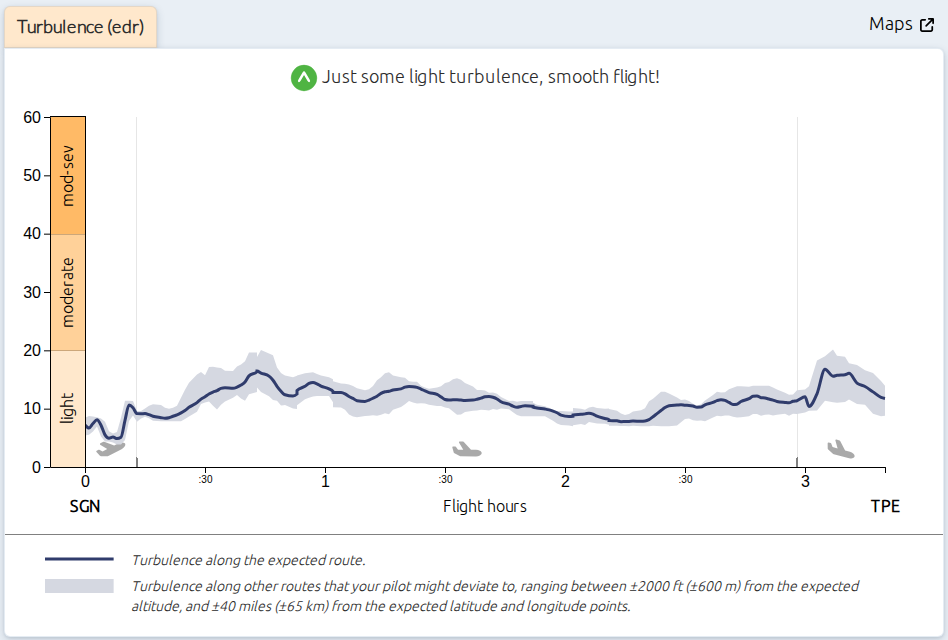 Turbulence (edr)
Maps
Just some light turbulence, smooth flight!
60
50
40
30
20
10
0
mod-sev
moderate
light
0 :30 1 :30 2 :30 3
SGN Flight hours TPE
Turbulence along the expected route.
Turbulence along other routes that your pilot might deviate to, ranging between ±2000 ft (±600 m) from the expected
altitude, and ±40 miles (±65 km) from the expected latitude and longitude points.